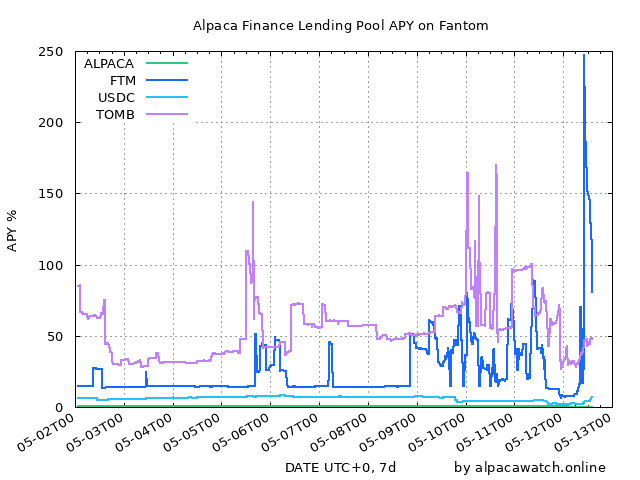 Alpaca Finance Lending Pool APY on Fantom
250
200
150
100
50
0
APY %
ALPACA
FTM
USDC
TOMB
05-02T00
05-03T00
05-04T00
05-05T00
05-06T00
05-07T00
05-08T00
05-09T00
05-10T00
05-11T00
05-12T00
05-13T00
DATE UTC+0, 7d
by alpacawatch.online